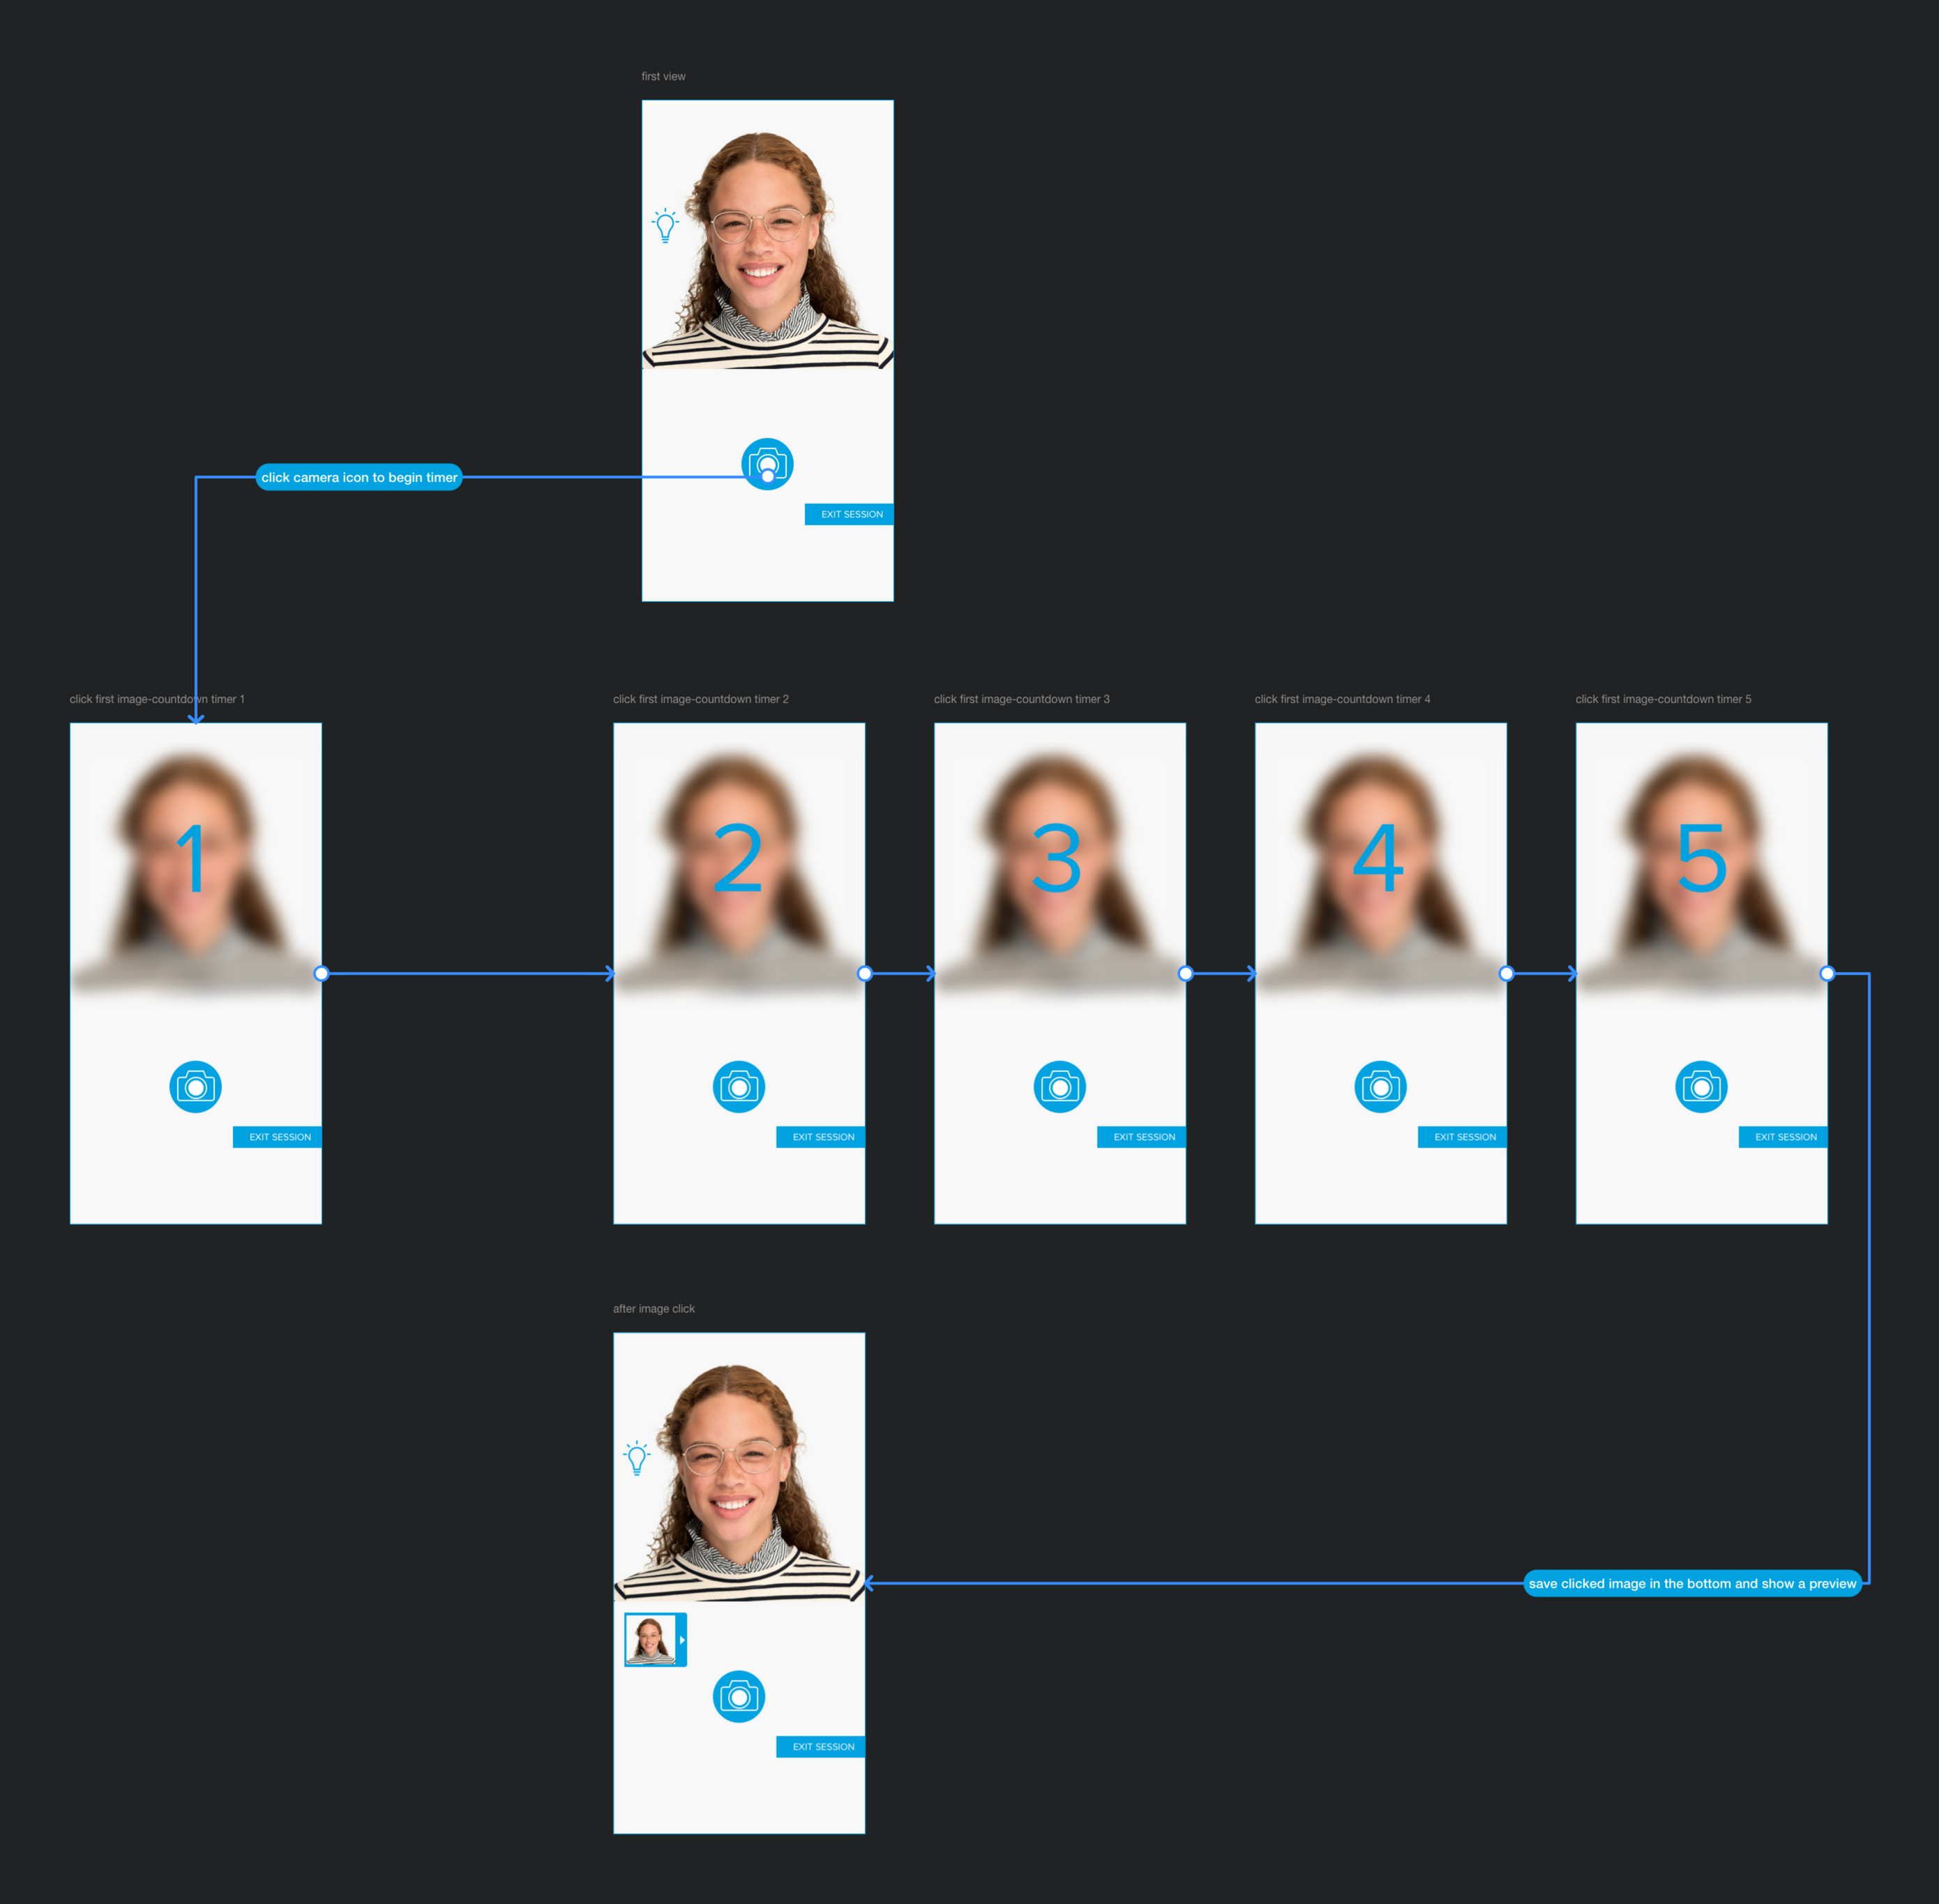 first view
click camera icon to begin timer
EXIT SESSION
click first image-countdown timer 1
click first image-countdown timer 2
click first image-countdown timer 3
click first image-countdown timer 4
click first image-countdown timer 5
1
2
3
4
5
EXIT SESSION
EXIT SESSION
EXIT SESSION
EXIT SESSION
EXIT SESSION
after image click
save clicked image in the bottom and show a preview
EXIT SESSION